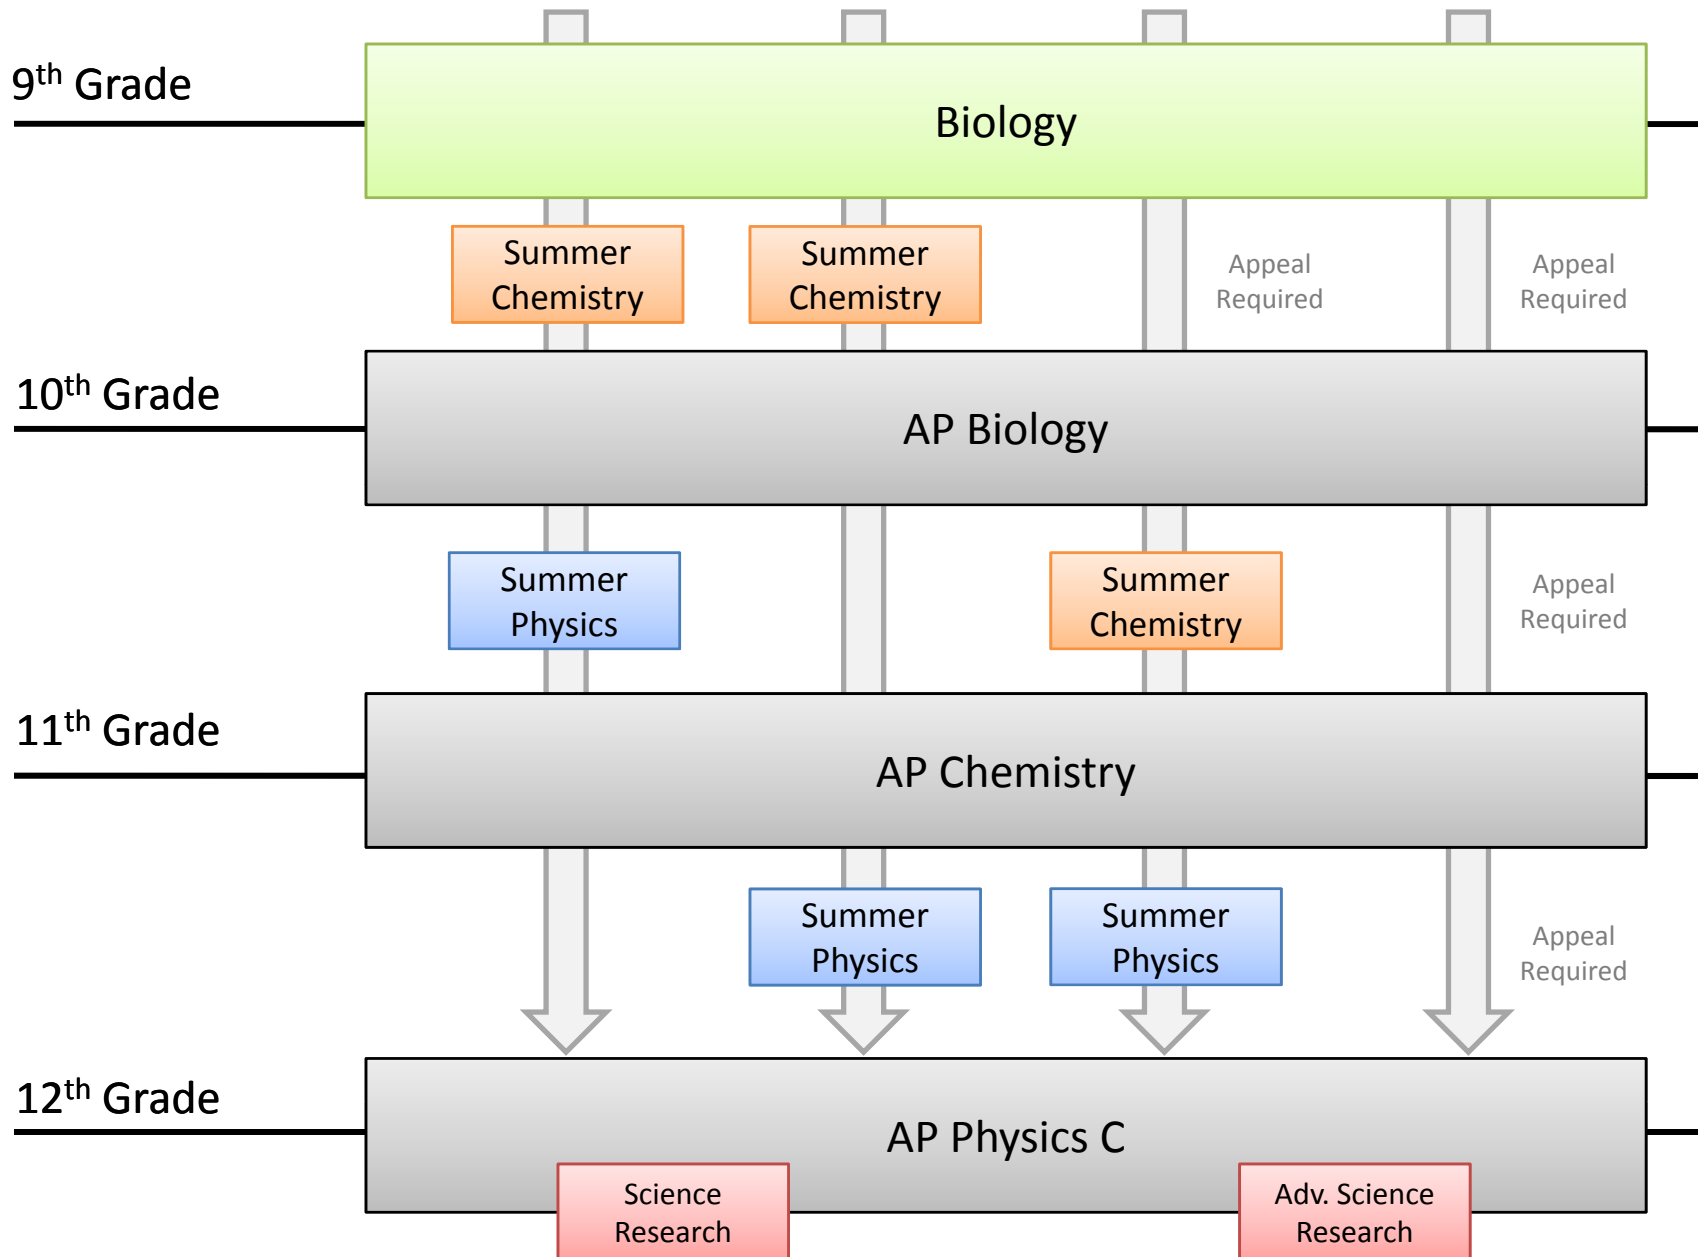 9th Grade
Biology
Summer
Chemistry
Summer
Chemistry
Appeal
Required
Appeal
Required
10th Grade
AP Biology
Summer
Physics
Summer
Chemistry
Appeal
Required
11th Grade
AP Chemistry
Summer
Physics
Summer
Physics
Appeal
Required
12th Grade
AP Physics C
Science
Research
Adv. Science
Research